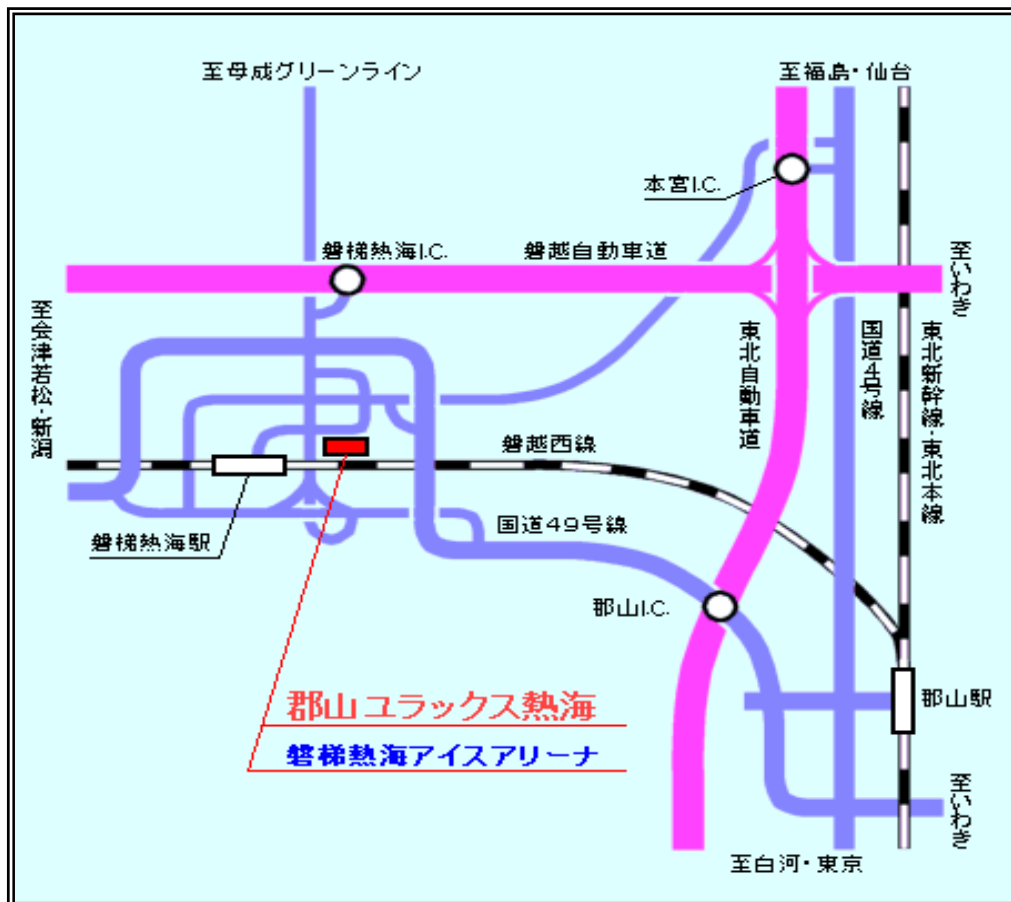 至母成グリーンライン
至福島・仙台
本宮I.C.
磐梯熱海I.C.
磐越自動車道
至いわき
至会津若松・新潟
東北自動車道
国道4号線
東北新幹線・東北本線
磐越西線
磐梯熱海駅
国道49号線
郡山I.C.
郡山ユラックス熱海
郡山駅
磐梯熱海アイスアリーナ
至いわき
至白河・東京